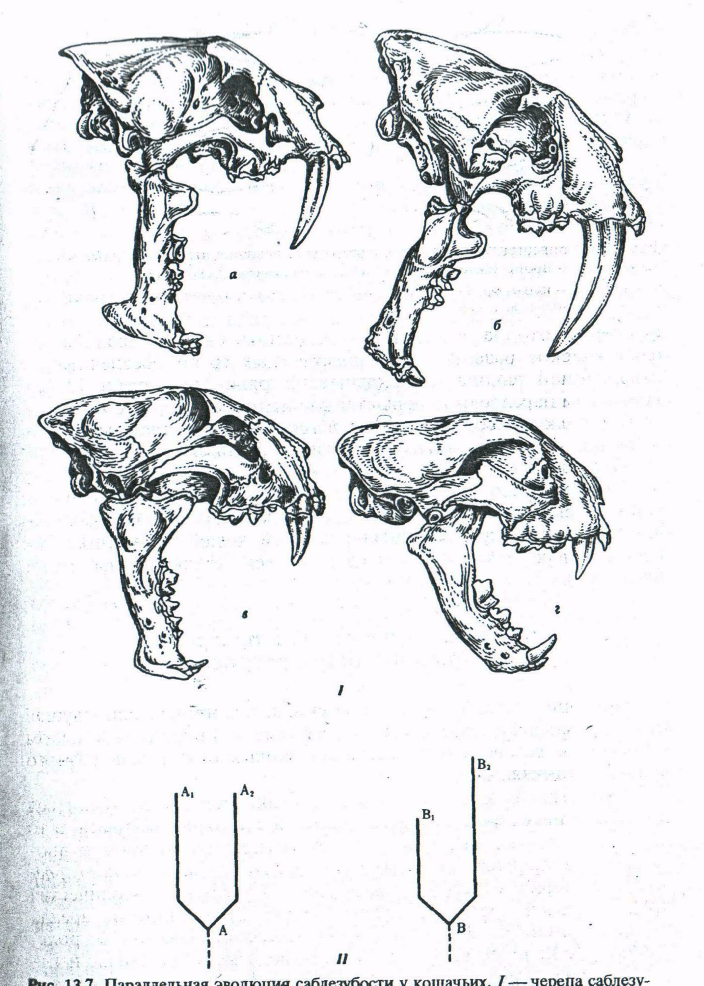 а
б
в
г
I
A₁ A₂ B₁ B₂
A B
II
Рис. 13.7. Параллельная эволюция саблезубости у кошачьих. I — черепа саблезу-